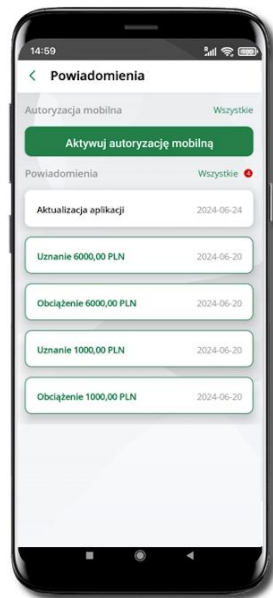 14:59
Powiadomienia
Autoryzacja mobilna Wszystkie
Aktywuj autoryzację mobilną
Powiadomienia Wszystkie 4
Aktualizacja aplikacji 2024-06-24
Uznanie 6000,00 PLN 2024-06-20
Obciążenie 6000,00 PLN 2024-06-20
Uznanie 1000,00 PLN 2024-06-20
Obciążenie 1000,00 PLN 2024-06-20